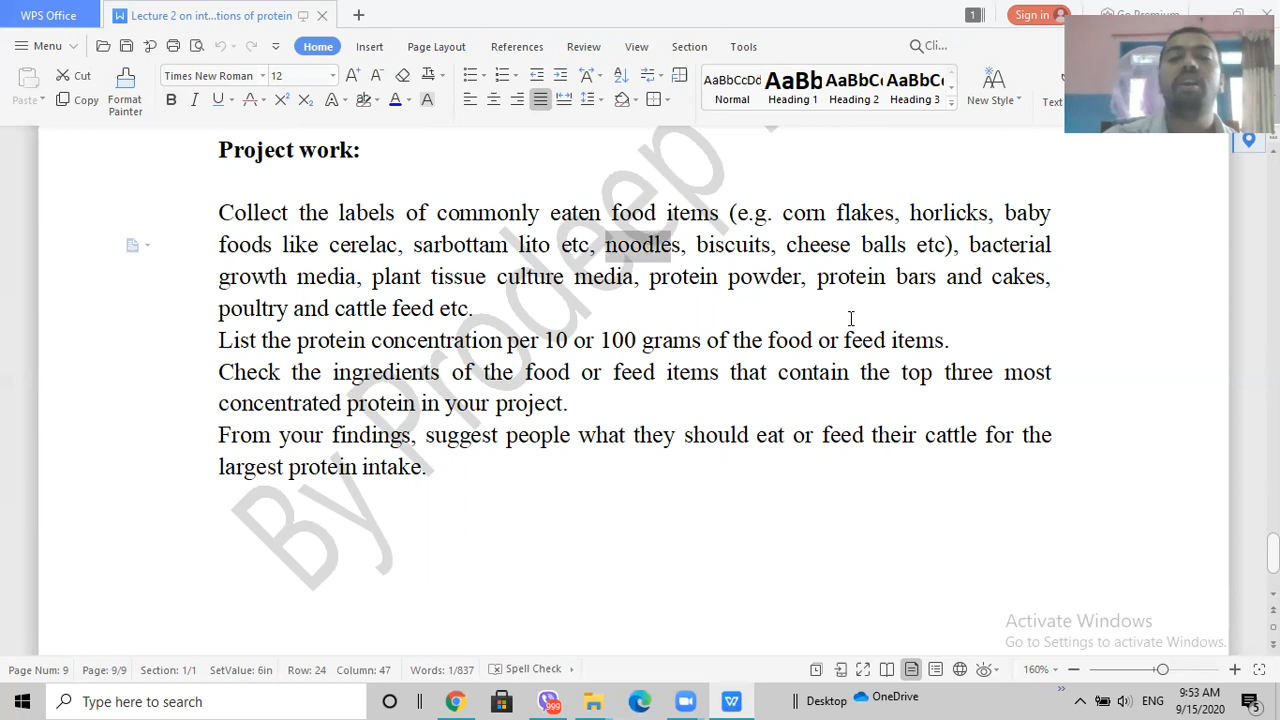 WPS Office
Lecture 2 on int...tions of protein
1
Sign in
Go Premium
Menu
Home
Insert
Page Layout
References
Review
View
Section
Tools
Cli...
Paste
Cut
Copy
Format
Painter
Times New Roman
12
AaBbCcDd
Normal
AaBb
Heading 1
AaBbC
Heading 2
AaBbC
Heading 3
New Style
Text
Project work:
Collect the labels of commonly eaten food items (e.g. corn flakes, horlicks, baby
foods like cerelac, sarbottam lito etc, noodles, biscuits, cheese balls etc), bacterial
growth media, plant tissue culture media, protein powder, protein bars and cakes,
poultry and cattle feed etc.
List the protein concentration per 10 or 100 grams of the food or feed items.
Check the ingredients of the food or feed items that contain the top three most
concentrated protein in your project.
From your findings, suggest people what they should eat or feed their cattle for the
largest protein intake.
By Prodeep
Activate Windows
Go to Settings to activate Windows.
Page Num: 9
Page: 9/9
Section: 1/1
SetValue: 6in
Row: 24
Column: 47
Words: 1/837
Spell Check
160%
Type here to search
999
Desktop
OneDrive
ENG
9:53 AM
9/15/2020
5